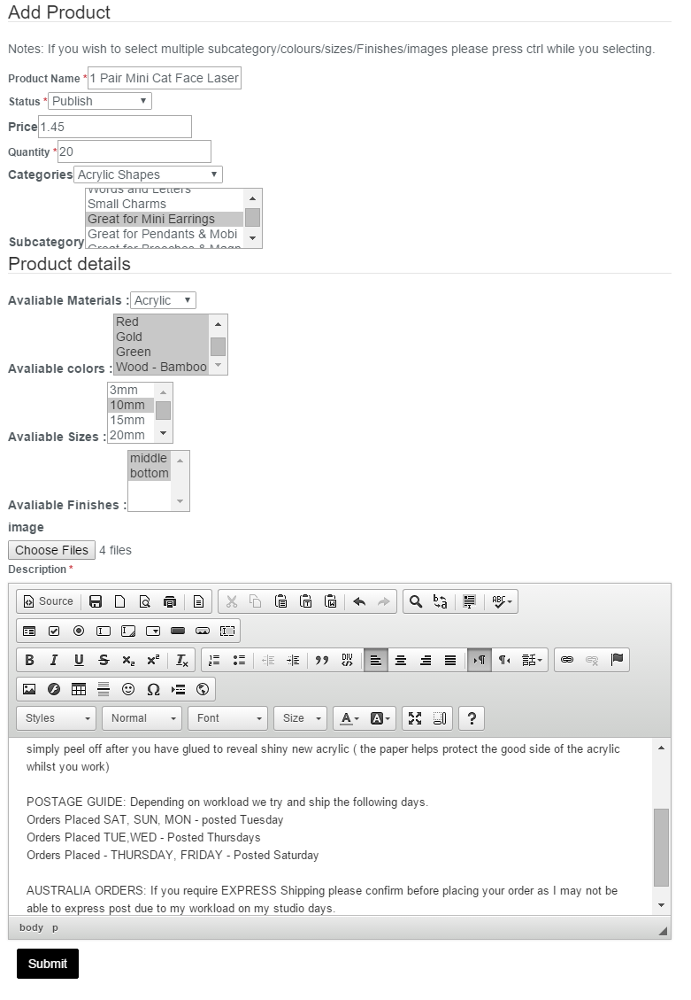 Add Product
Notes: If you wish to select multiple subcategory/colours/sizes/Finishes/images please press ctrl while you selecting.
Product Name * 1 Pair Mini Cat Face Laser
Status * Publish
Price 1.45
Quantity * 20
Categories Acrylic Shapes
Words and Letters
Small Charms
Great for Mini Earrings
Great for Pendants & Mobi
Great for Brooches & Magn
Subcategory
Product details
Avaliable Materials : Acrylic
Red
Gold
Green
Wood - Bamboo
Avaliable colors :
3mm
10mm
15mm
20mm
Avaliable Sizes :
middle
bottom
Avaliable Finishes :
image
Choose Files 4 files
Description *
Source
Styles Normal Font Size A A ?
simply peel off after you have glued to reveal shiny new acrylic ( the paper helps protect the good side of the acrylic
whilst you work)
POSTAGE GUIDE: Depending on workload we try and ship the following days.
Orders Placed SAT, SUN, MON - posted Tuesday
Orders Placed TUE,WED - Posted Thursdays
Orders Placed - THURSDAY, FRIDAY - Posted Saturday
AUSTRALIA ORDERS: If you require EXPRESS Shipping please confirm before placing your order as I may not be
able to express post due to my workload on my studio days.
body p
Submit